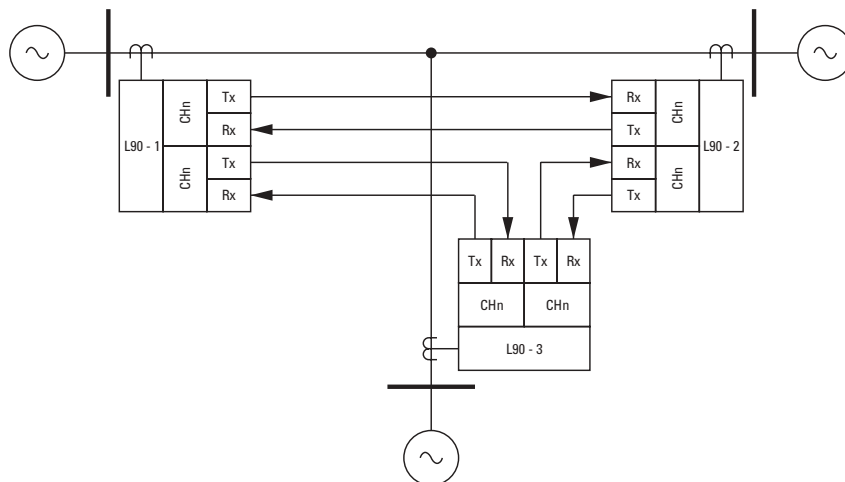 L90 - 1
CHn
CHn
Tx
Rx
Tx
Rx
Rx
Tx
Rx
Tx
CHn
CHn
L90 - 2
Tx Rx Tx Rx
CHn CHn
L90 - 3